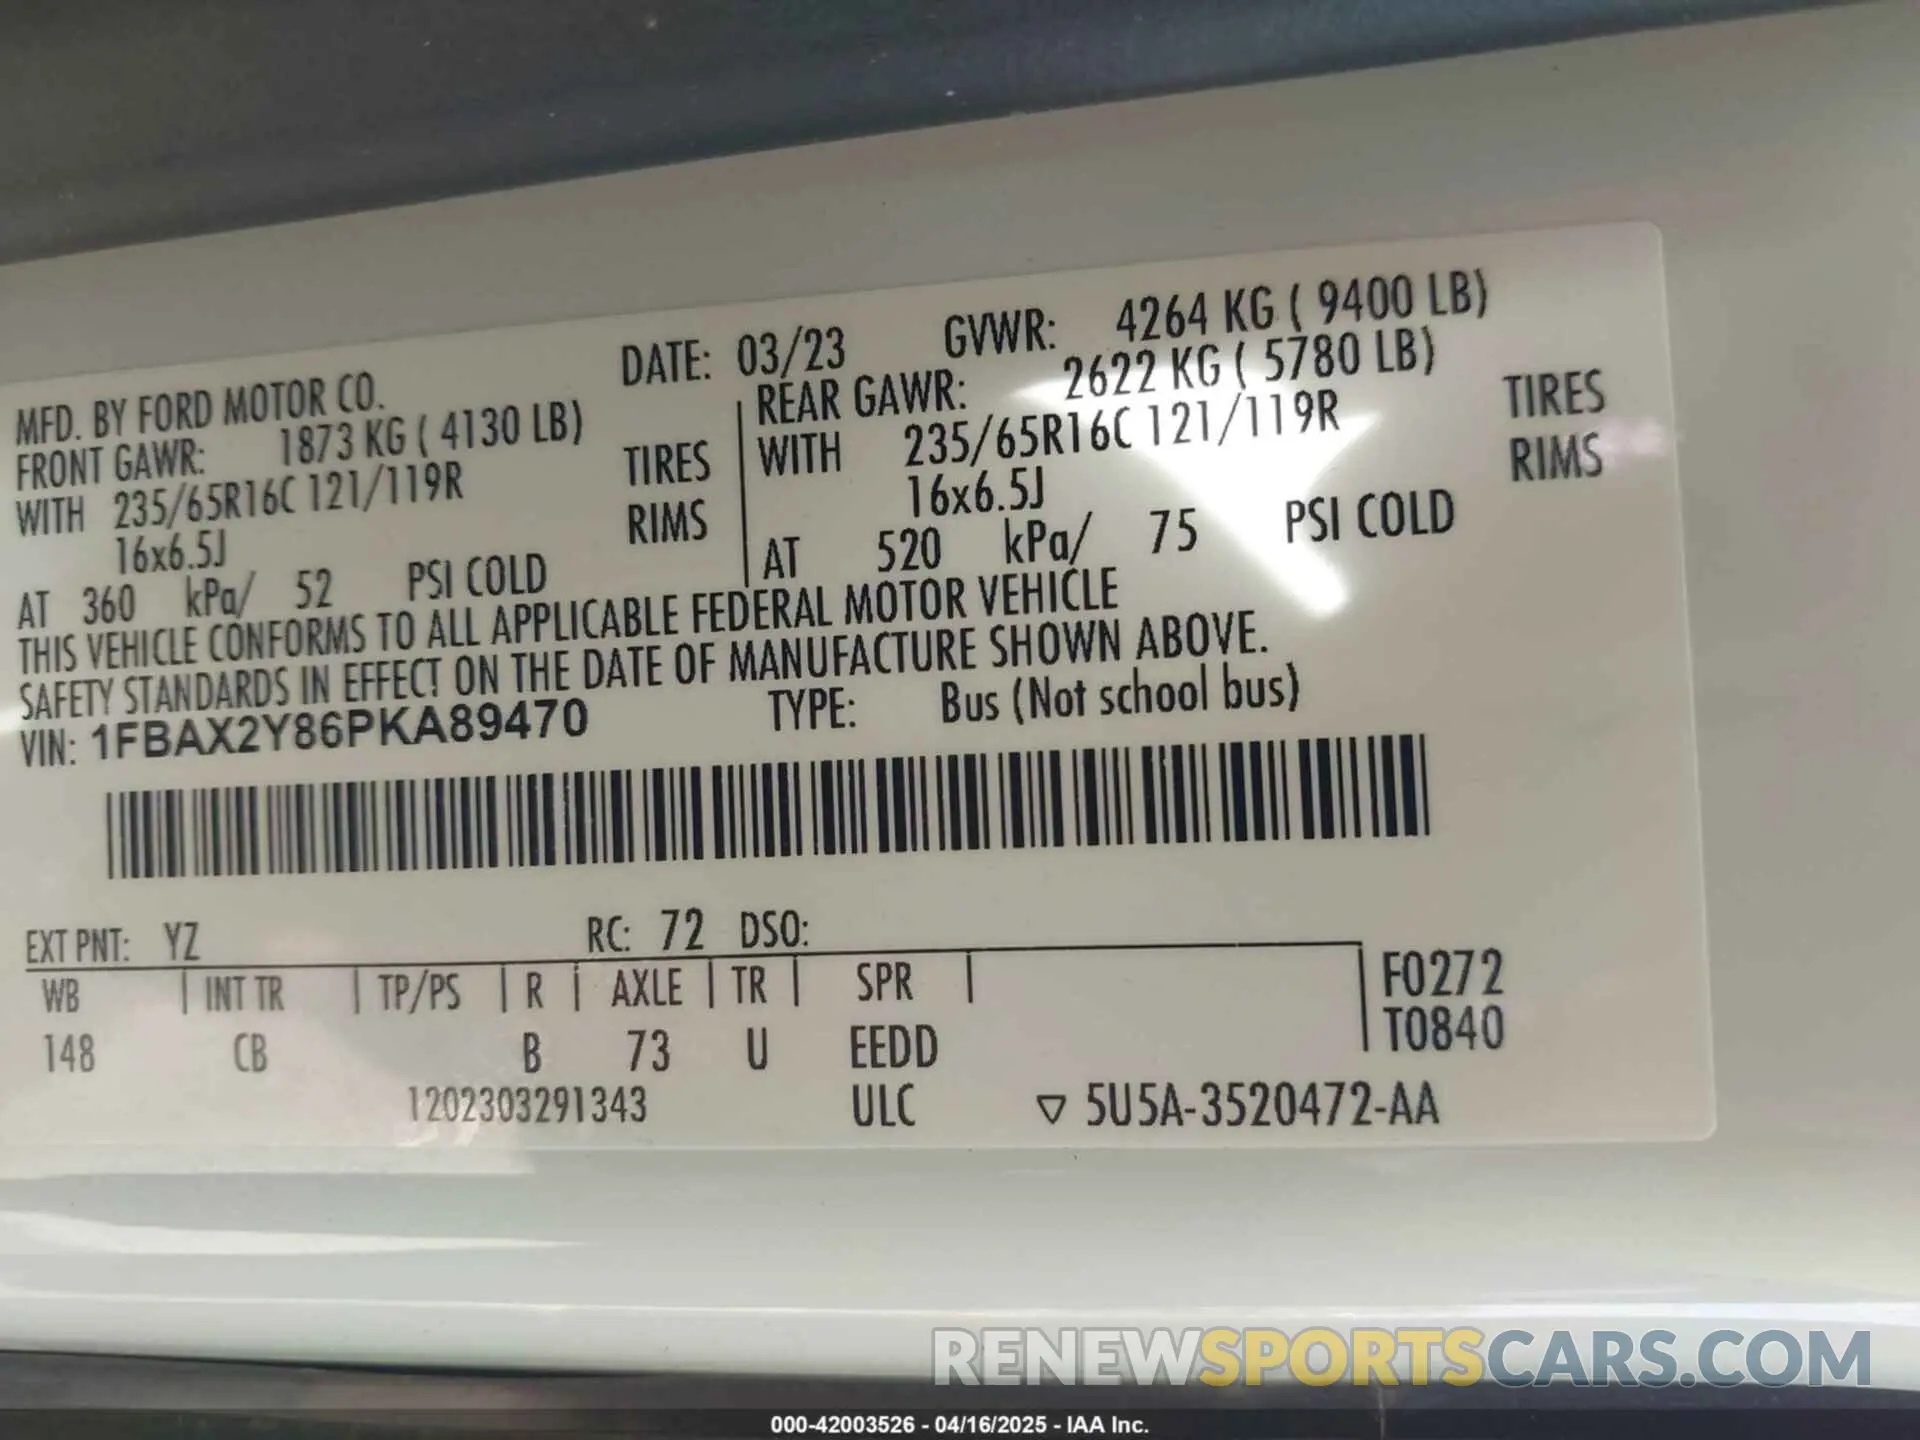 MFD. BY FORD MOTOR CO. DATE: 03/23 GVWR: 4264 KG ( 9400 LB)
FRONT GAWR: 1873 KG ( 4130 LB) REAR GAWR: 2622 KG ( 5780 LB)
WITH 235/65R16C 121/119R TIRES WITH 235/65R16C 121/119R TIRES
16x6.5J RIMS 16x6.5J RIMS
AT 360 kPa/ 52 PSI COLD AT 520 kPa/ 75 PSI COLD
THIS VEHICLE CONFORMS TO ALL APPLICABLE FEDERAL MOTOR VEHICLE
SAFETY STANDARDS IN EFFECT ON THE DATE OF MANUFACTURE SHOWN ABOVE.
VIN: 1FBAX2Y86PKA89470 TYPE: Bus (Not school bus)
EXT PNT: YZ RC: 72 DSO:
WB | INT TR | TP/PS | R | AXLE | TR | SPR | F0272
148 CB B 73 U EEDD T0840
1202303291343 ULC ▽ 5U5A-3520472-AA
RENEWSPORTSCARS.COM
000-42003526 - 04/16/2025 - IAA Inc.